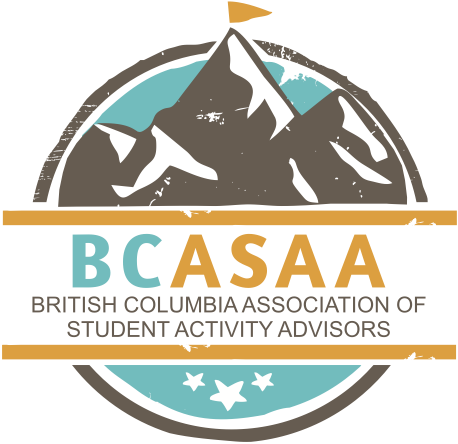 BCASAA
BRITISH COLUMBIA ASSOCIATION OF
STUDENT ACTIVITY ADVISORS